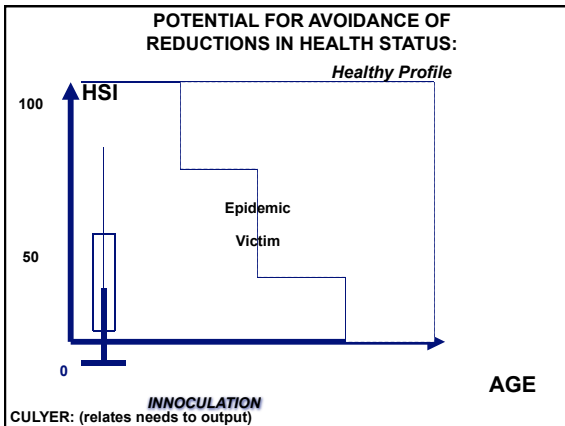 POTENTIAL FOR AVOIDANCE OF
REDUCTIONS IN HEALTH STATUS:
Healthy Profile
HSI
100
Epidemic
Victim
50
0
AGE
INNOCULATION
CULYER: (relates needs to output)